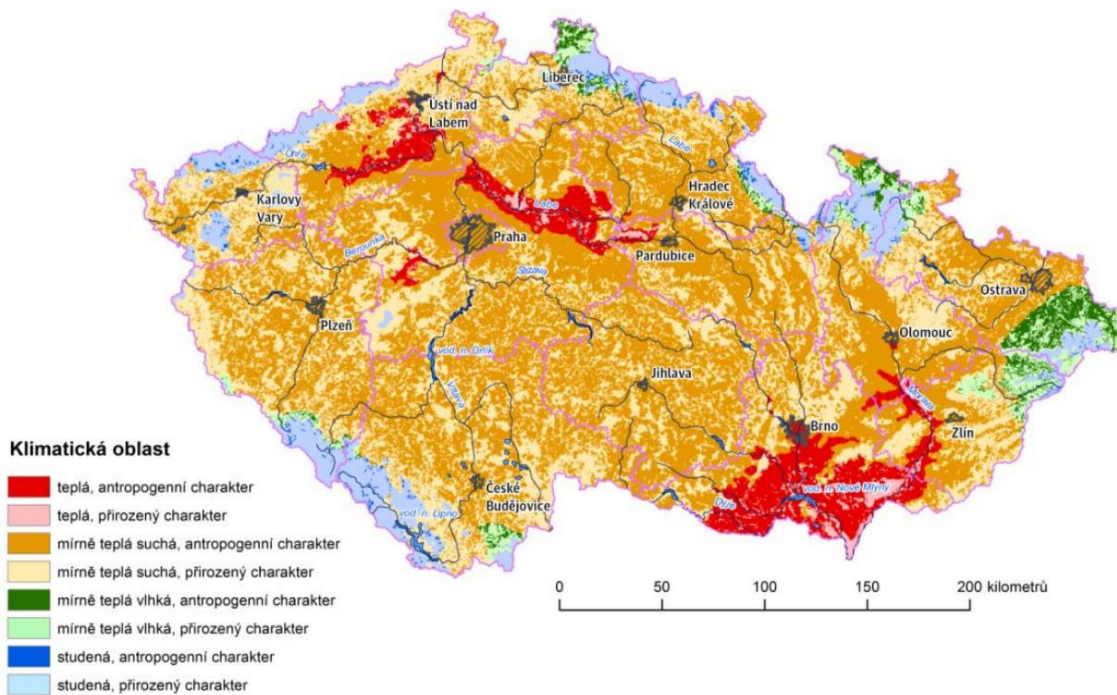 Liberec
Ústí nad
Labem
Labe
Ohře
Karlovy
Vary
Hradec
Králové
Labe
Praha
Berounka
Pardubice
Sázava
Ostrava
Plzeň
Olomouc
vod. n. Orlík
Jihlava
Vltava
Morava
Klimatická oblast
Brno
Zlín
České
Budějovice
vod. n. Nové Mlýny
Dyje
vod. n. Lipno
teplá, antropogenní charakter
teplá, přirozený charakter
mírně teplá suchá, antropogenní charakter
mírně teplá suchá, přirozený charakter
mírně teplá vlhká, antropogenní charakter
mírně teplá vlhká, přirozený charakter
studená, antropogenní charakter
studená, přirozený charakter
0 50 100 150 200 kilometrů